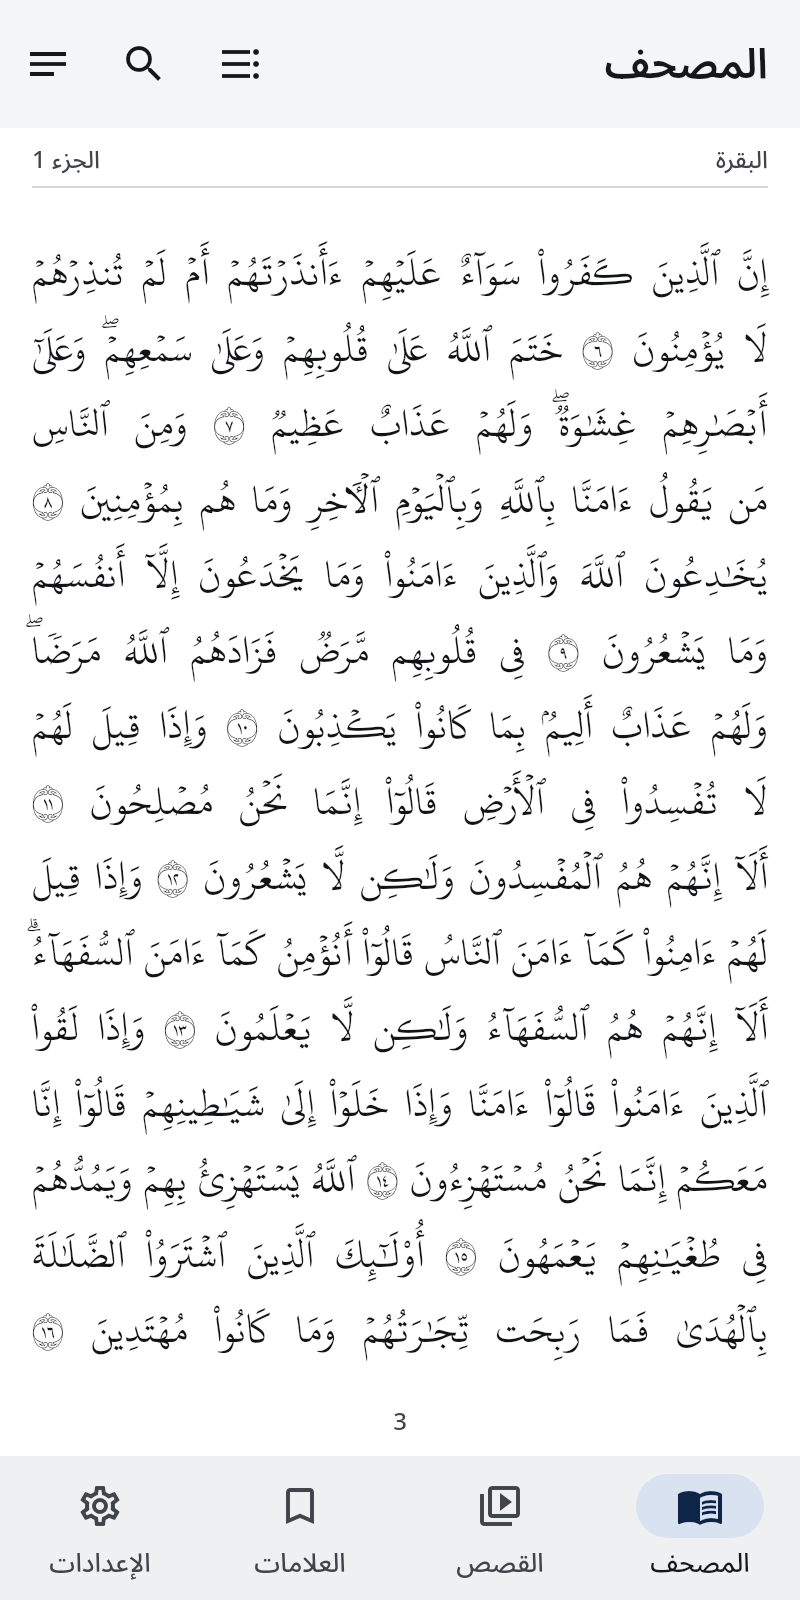 المصحف
البقرة
الجزء 1
إِنَّ ٱلَّذِينَ كَفَرُوا۟ سَوَآءٌ عَلَيْهِمْ ءَأَنذَرْتَهُمْ أَمْ لَمْ تُنذِرْهُمْ
لَا يُؤْمِنُونَ ٦ خَتَمَ ٱللَّهُ عَلَىٰ قُلُوبِهِمْ وَعَلَىٰ سَمْعِهِمْ ۖ وَعَلَىٰٓ
أَبْصَـٰرِهِمْ غِشَـٰوَةٌ ۖ وَلَهُمْ عَذَابٌ عَظِيمٌ ٧ وَمِنَ ٱلنَّاسِ
مَن يَقُولُ ءَامَنَّا بِٱللَّهِ وَبِٱلْيَوْمِ ٱلْـَٔاخِرِ وَمَا هُم بِمُؤْمِنِينَ ٨
يُخَـٰدِعُونَ ٱللَّهَ وَٱلَّذِينَ ءَامَنُوا۟ وَمَا يَخْدَعُونَ إِلَّآ أَنفُسَهُمْ
وَمَا يَشْعُرُونَ ٩ فِى قُلُوبِهِم مَّرَضٌ فَزَادَهُمُ ٱللَّهُ مَرَضًا ۖ
وَلَهُمْ عَذَابٌ أَلِيمٌۢ بِمَا كَانُوا۟ يَكْذِبُونَ ١٠ وَإِذَا قِيلَ لَهُمْ
لَا تُفْسِدُوا۟ فِى ٱلْأَرْضِ قَالُوٓا۟ إِنَّمَا نَحْنُ مُصْلِحُونَ ١١
أَلَآ إِنَّهُمْ هُمُ ٱلْمُفْسِدُونَ وَلَـٰكِن لَّا يَشْعُرُونَ ١٢ وَإِذَا قِيلَ
لَهُمْ ءَامِنُوا۟ كَمَآ ءَامَنَ ٱلنَّاسُ قَالُوٓا۟ أَنُؤْمِنُ كَمَآ ءَامَنَ ٱلسُّفَهَآءُ ۗ
أَلَآ إِنَّهُمْ هُمُ ٱلسُّفَهَآءُ وَلَـٰكِن لَّا يَعْلَمُونَ ١٣ وَإِذَا لَقُوا۟
ٱلَّذِينَ ءَامَنُوا۟ قَالُوٓا۟ ءَامَنَّا وَإِذَا خَلَوْا۟ إِلَىٰ شَيَـٰطِينِهِمْ قَالُوٓا۟ إِنَّا
مَعَكُمْ إِنَّمَا نَحْنُ مُسْتَهْزِءُونَ ١٤ ٱللَّهُ يَسْتَهْزِئُ بِهِمْ وَيَمُدُّهُمْ
فِى طُغْيَـٰنِهِمْ يَعْمَهُونَ ١٥ أُو۟لَـٰٓئِكَ ٱلَّذِينَ ٱشْتَرَوُا۟ ٱلضَّلَـٰلَةَ
بِٱلْهُدَىٰ فَمَا رَبِحَت تِّجَـٰرَتُهُمْ وَمَا كَانُوا۟ مُهْتَدِينَ ١٦
3
المصحف
القصص
العلامات
الإعدادات